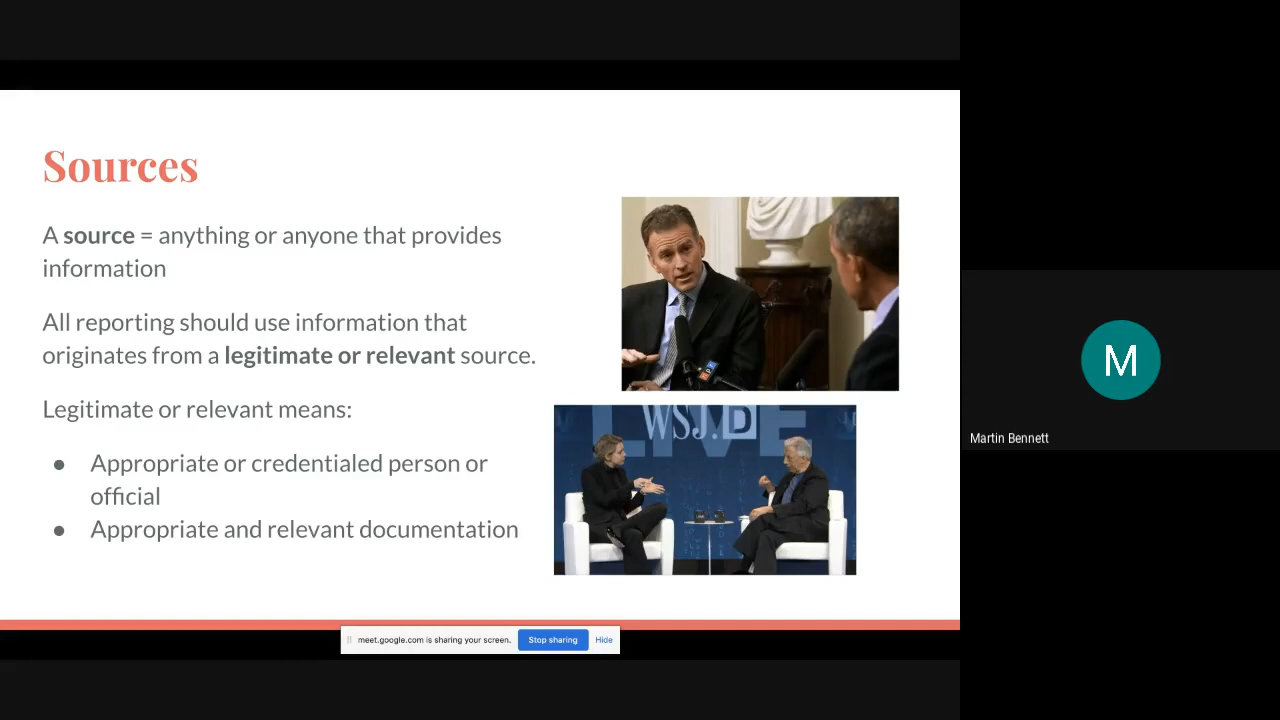 Sources
A source = anything or anyone that provides
information
All reporting should use information that
originates from a legitimate or relevant source.
Legitimate or relevant means:
● Appropriate or credentialed person or
official
● Appropriate and relevant documentation
WSJ.D
LIVE
meet.google.com is sharing your screen. Stop sharing Hide
M
Martin Bennett